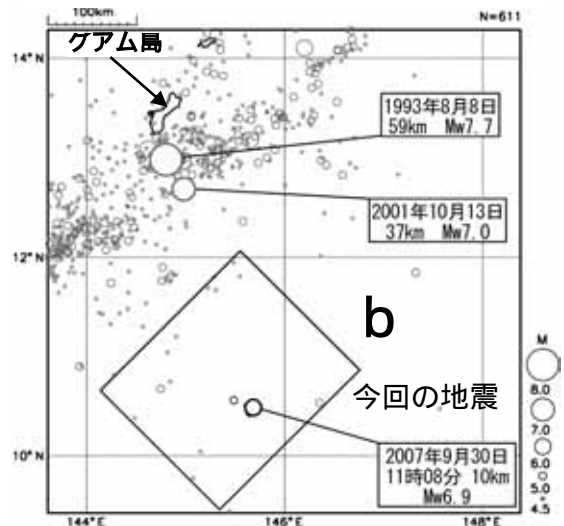 100km
N=611
14°N
グアム島
1993年8月8日
59km Mw7.7
2001年10月13日
37km Mw7.0
12°N
b
今回の地震
M
8.0
7.0
6.0
5.0
4.5
10°N
2007年9月30日
11時08分 10km
Mw6.9
144°E
146°E
148°E